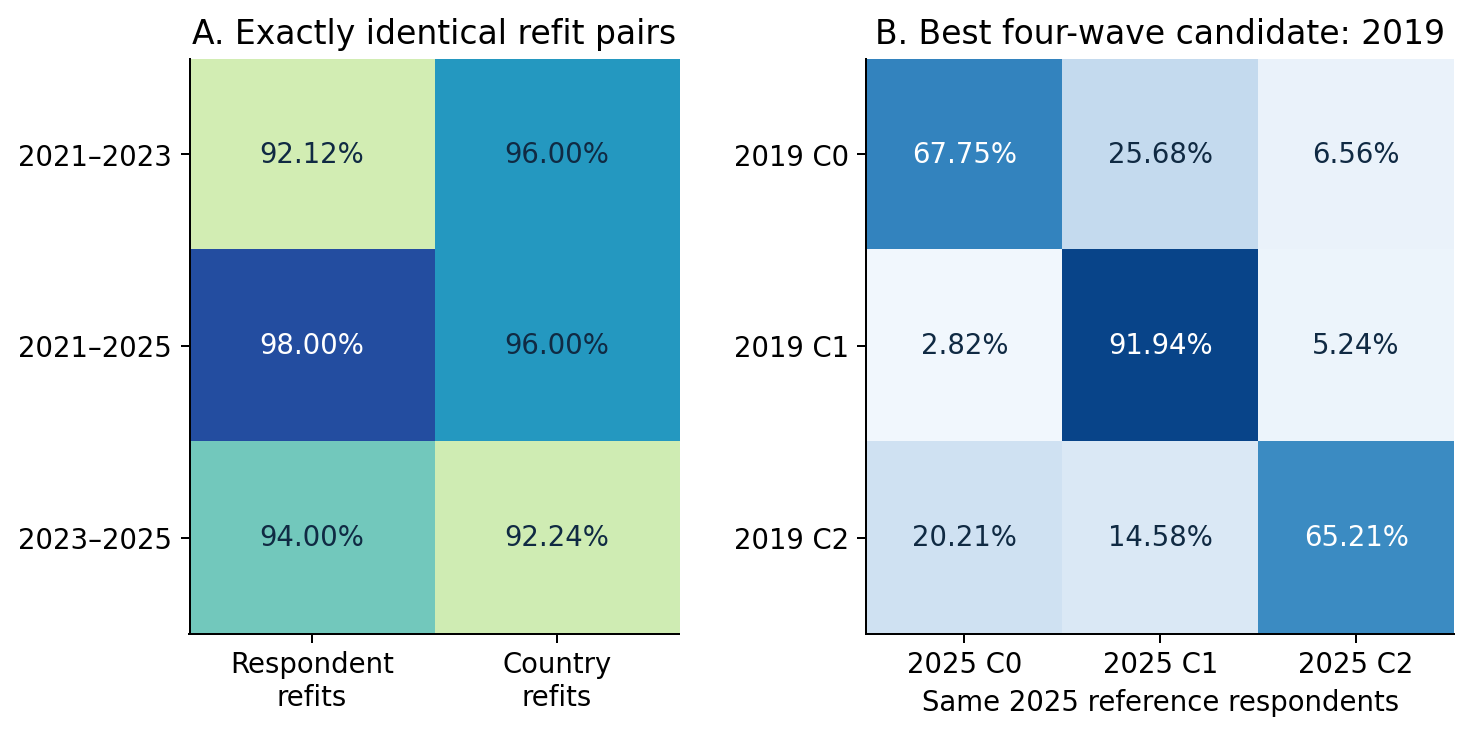 A. Exactly identical refit pairs
2021–2023
92.12%
96.00%
2021–2025
98.00%
96.00%
2023–2025
94.00%
92.24%
Respondent
refits
Country
refits
B. Best four-wave candidate: 2019
2019 C0
67.75%
25.68%
6.56%
2019 C1
2.82%
91.94%
5.24%
2019 C2
20.21%
14.58%
65.21%
2025 C0
2025 C1
2025 C2
Same 2025 reference respondents